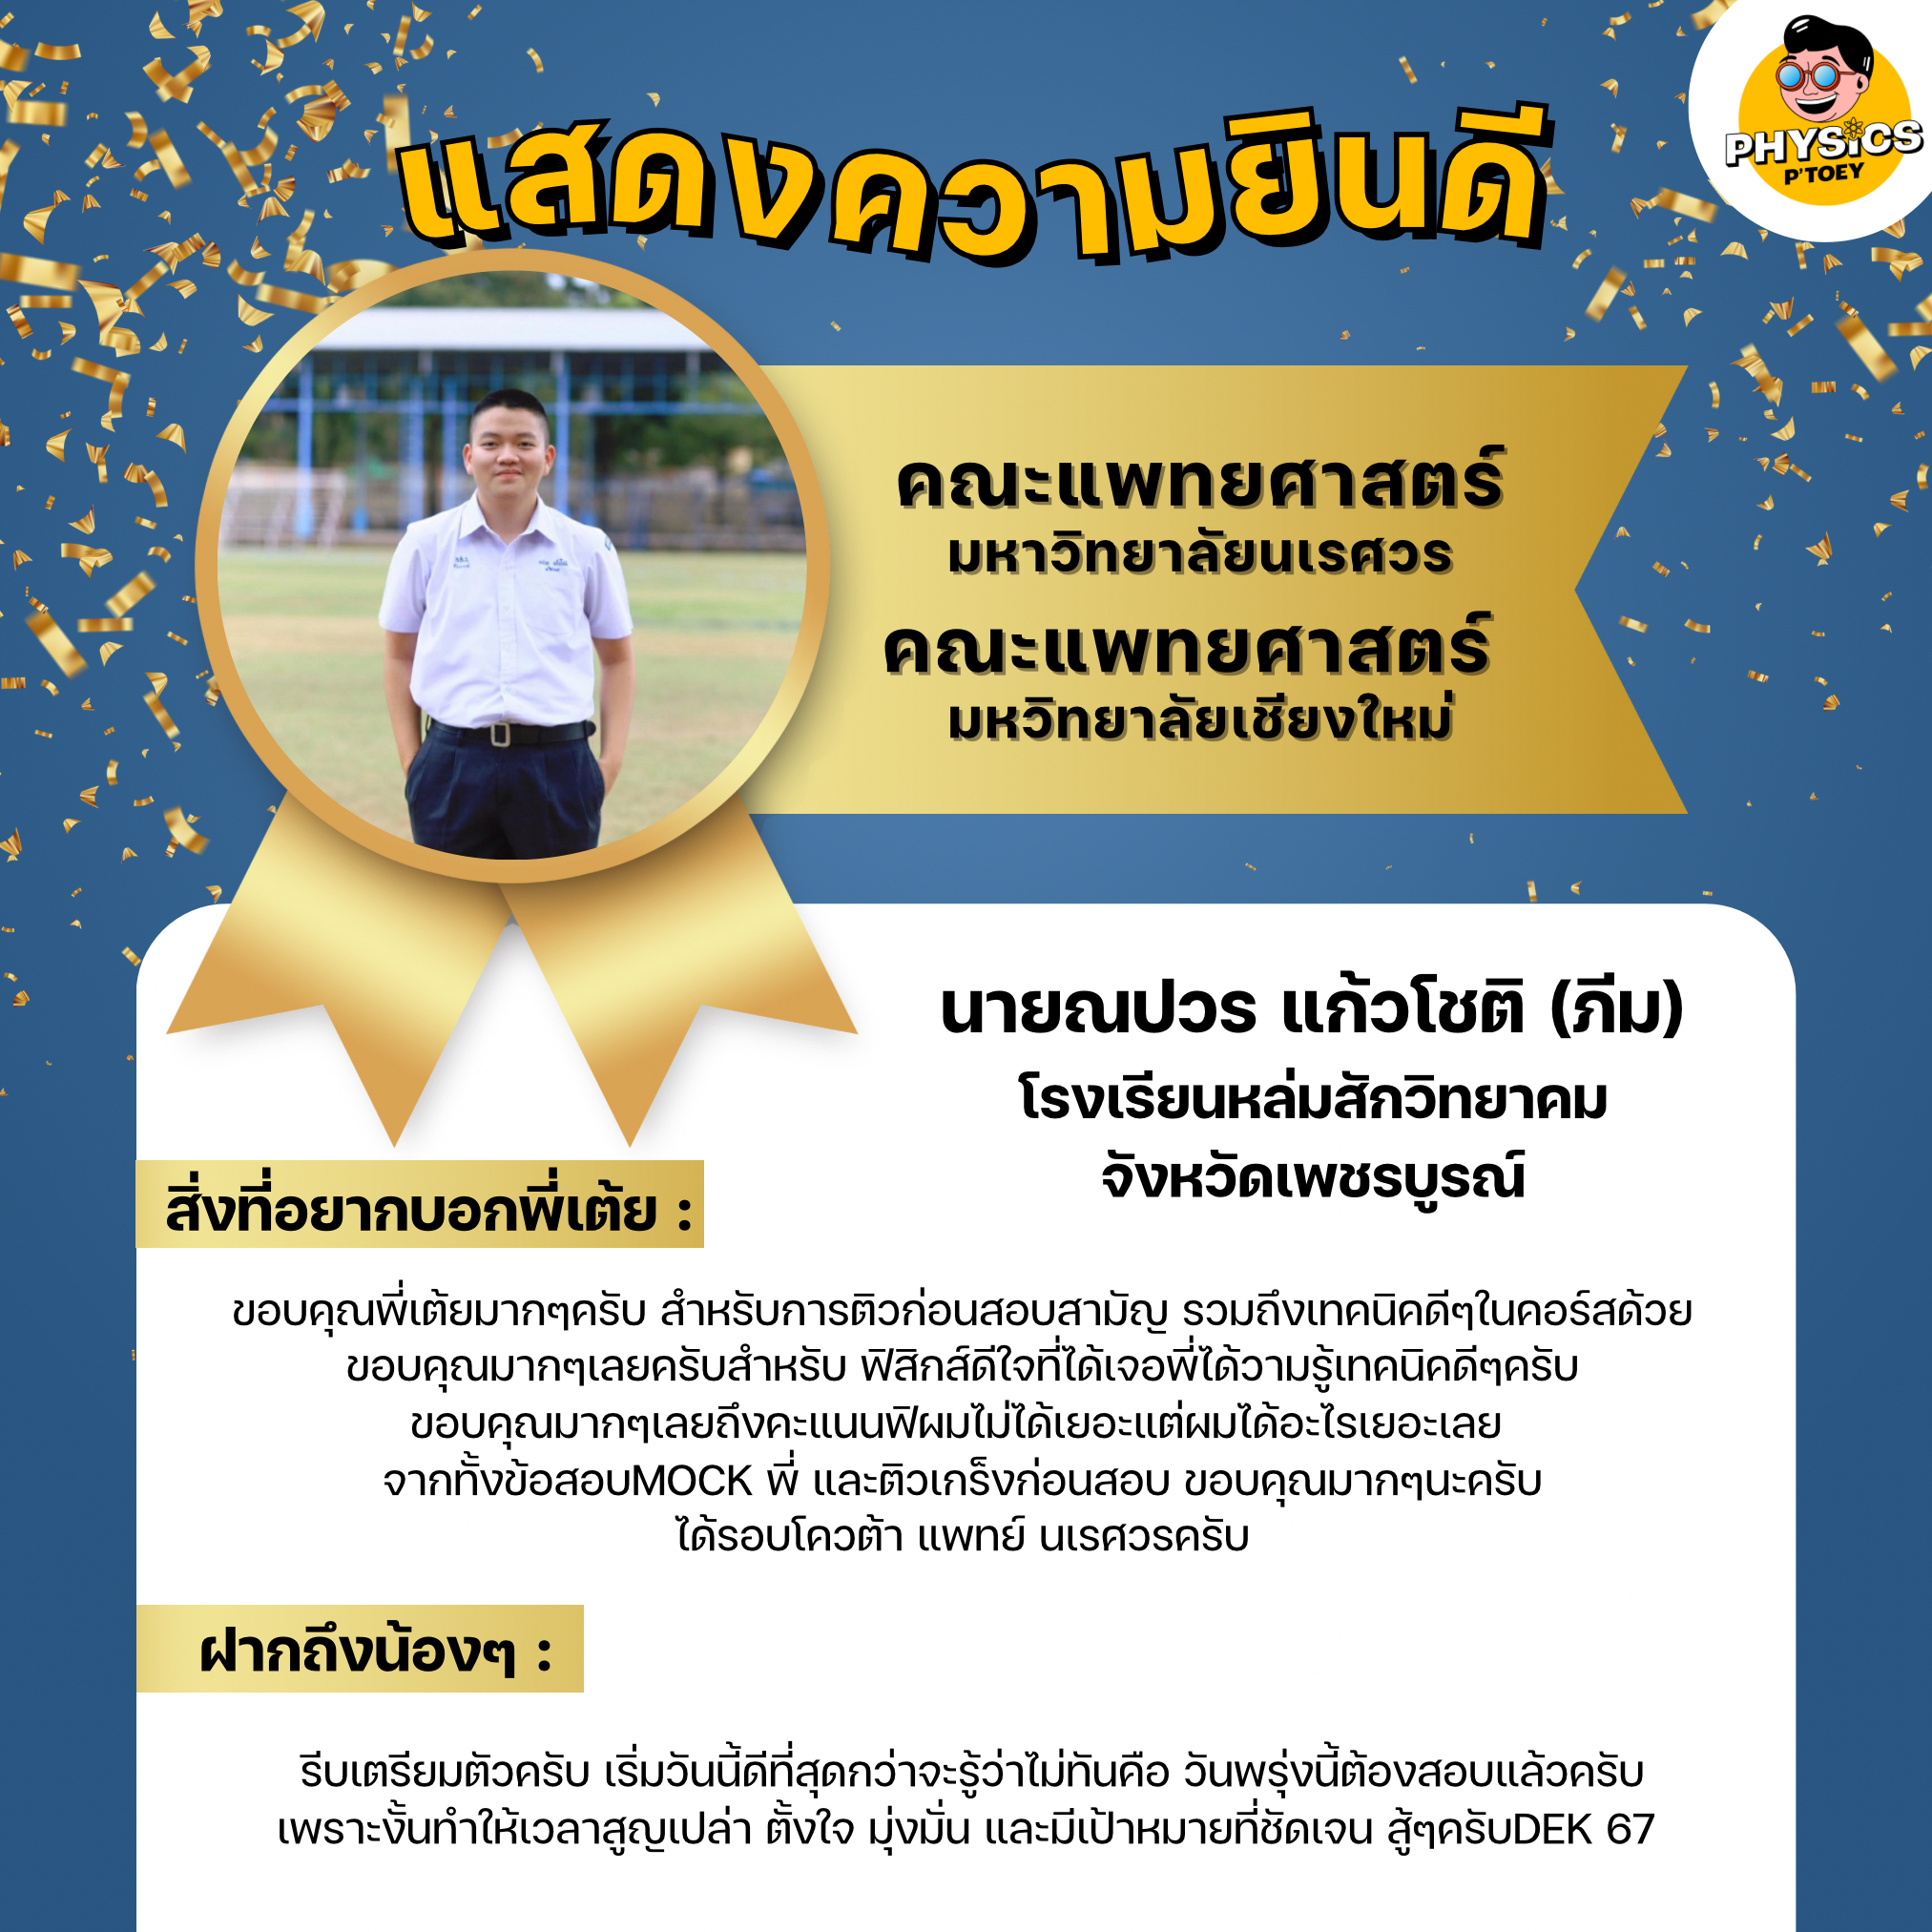 PHYSICS
P'TOEY
แสดงความยินดี
คณะแพทยศาสตร์
มหาวิทยาลัยนเรศวร
คณะแพทยศาสตร์
มหวิทยาลัยเชียงใหม่
นายณปวร แก้วโชติ (ภีม)
โรงเรียนหล่มสักวิทยาคม
จังหวัดเพชรบูรณ์
สิ่งที่อยากบอกพี่เต้ย :
ขอบคุณพี่เต้ยมากๆครับ สำหรับการติวก่อนสอบสามัญ รวมถึงเทคนิคดีๆในคอร์สด้วย
ขอบคุณมากๆเลยครับสำหรับ ฟิสิกส์ดีใจที่ได้เจอพี่ได้วามรู้เทคนิคดีๆครับ
ขอบคุณมากๆเลยถึงคะแนนฟิผมไม่ได้เยอะแต่ผมได้อะไรเยอะเลย
จากทั้งข้อสอบMOCK พี่ และติวเกร็งก่อนสอบ ขอบคุณมากๆนะครับ
ได้รอบโควต้า แพทย์ นเรศวรครับ
ฝากถึงน้องๆ :
รีบเตรียมตัวครับ เริ่มวันนี้ดีที่สุดกว่าจะรู้ว่าไม่ทันคือ วันพรุ่งนี้ต้องสอบแล้วครับ
เพราะงั้นทำให้เวลาสูญเปล่า ตั้งใจ มุ่งมั่น และมีเป้าหมายที่ชัดเจน สู้ๆครับDEK 67